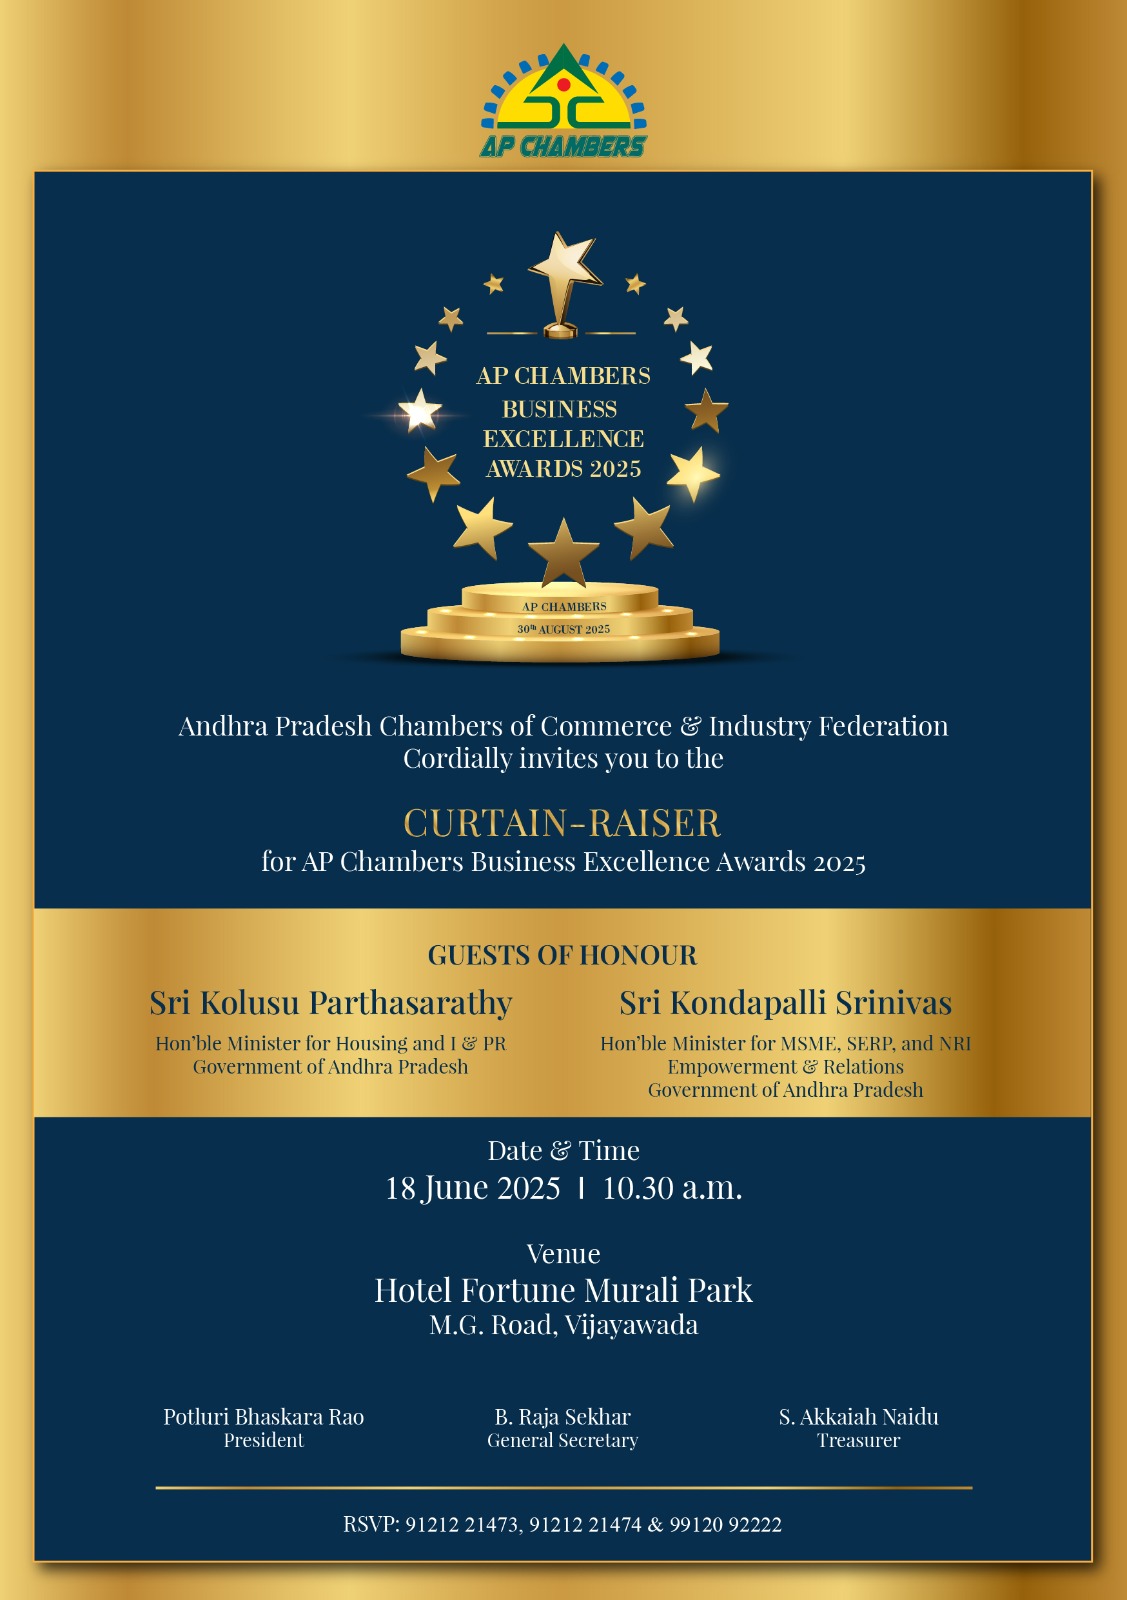 AP CHAMBERS
AP CHAMBERS
BUSINESS
EXCELLENCE
AWARDS 2025
AP CHAMBERS
30th AUGUST 2025
Andhra Pradesh Chambers of Commerce & Industry Federation
Cordially invites you to the
CURTAIN-RAISER
for AP Chambers Business Excellence Awards 2025
GUESTS OF HONOUR
Sri Kolusu Parthasarathy
Hon'ble Minister for Housing and I & PR
Government of Andhra Pradesh
Sri Kondapalli Srinivas
Hon'ble Minister for MSME, SERP, and NRI
Empowerment & Relations
Government of Andhra Pradesh
Date & Time
18 June 2025 | 10.30 a.m.
Venue
Hotel Fortune Murali Park
M.G. Road, Vijayawada
Potluri Bhaskara Rao
President
B. Raja Sekhar
General Secretary
S. Akkaiah Naidu
Treasurer
RSVP: 91212 21473, 91212 21474 & 99120 92222